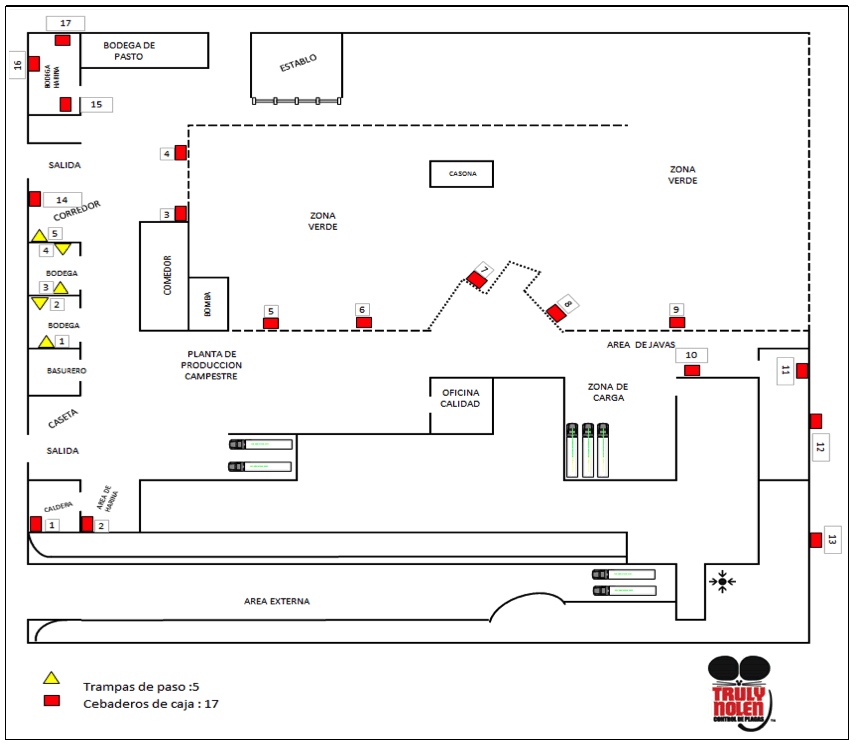 17
BODEGA DE
PASTO
16
BODEGA
HARINA
ESTABLO
15
4
SALIDA
CASONA
ZONA
VERDE
14
CORREDOR
3
ZONA
VERDE
5
4
COMEDOR
BODEGA
7
3
BOMBA
2
8
5
6
9
BODEGA
1
AREA DE JAVAS
PLANTA DE
PRODUCCION
CAMPESTRE
10
BASURERO
11
OFICINA
CALIDAD
ZONA DE
CARGA
CASETA
12
SALIDA
AREA DE
HARINA
CALDERA
1
2
13
AREA EXTERNA
Trampas de paso :5
Cebaderos de caja : 17
TRULY
NOLEN
CONTROL DE PLAGAS